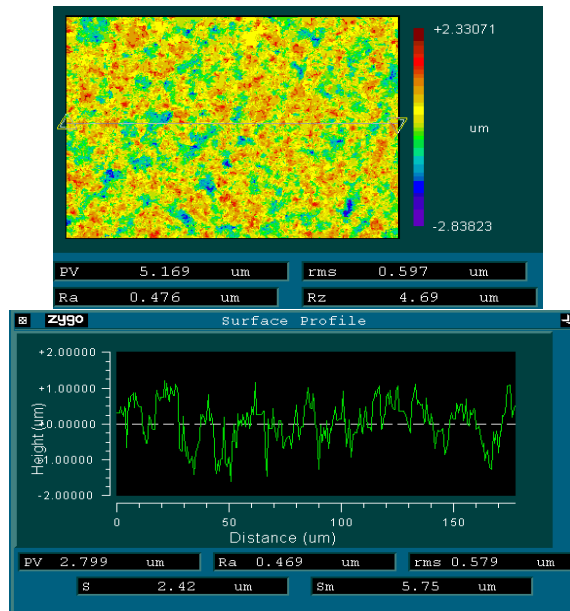 +2.33071
um
-2.83823
PV 5.169 um rms 0.597 um
Ra 0.476 um Rz 4.69 um
zygo Surface Profile
+2.00000
+1.00000
+0.00000
-1.00000
-2.00000
Height (um)
0 50 100 150
Distance (um)
PV 2.799 um Ra 0.469 um rms 0.579 um
S 2.42 um Sm 5.75 um